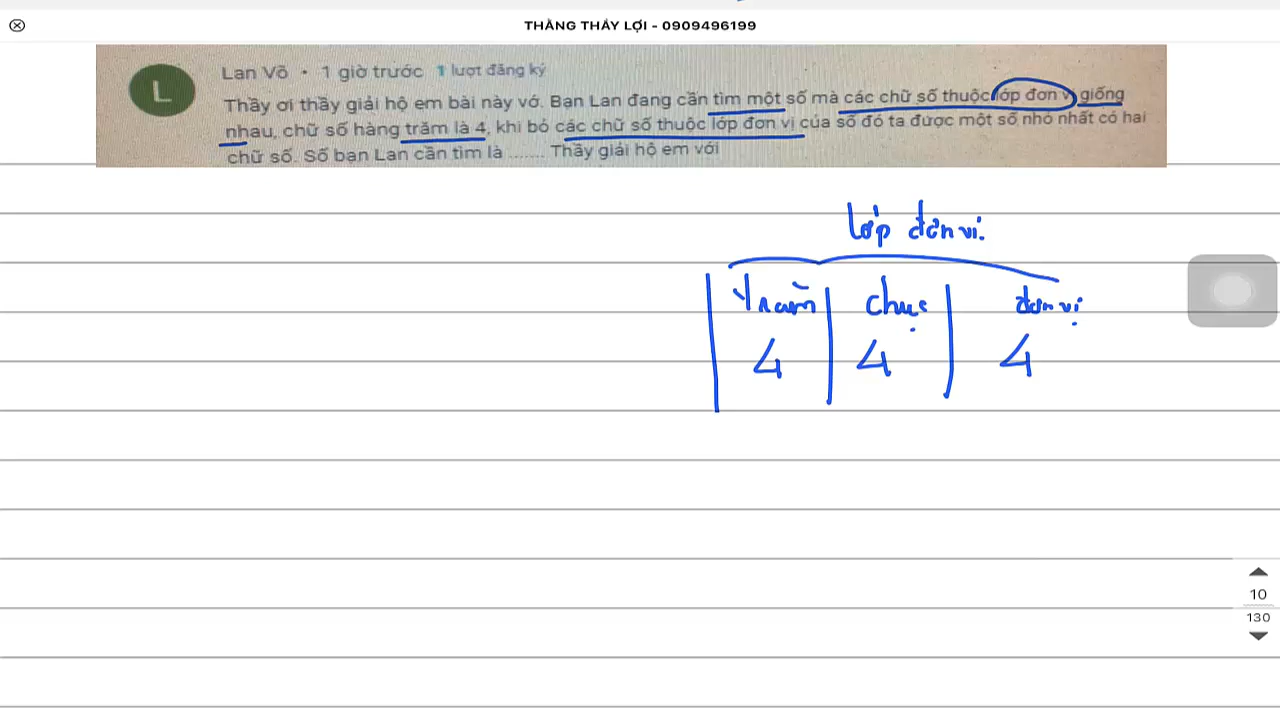 THẦNG THẦY LỢI - 0909496199
L
Lan Võ • 1 giờ trước 1 lượt đăng ký
Thầy ơi thầy giải hộ em bài này vớ. Bạn Lan đang cần tìm một số mà các chữ số thuộc lớp đơn vị giống
nhau, chữ số hàng trăm là 4, khi bỏ các chữ số thuộc lớp đơn vị của số đó ta được một số nhỏ nhất có hai
chữ số. Số bạn Lan cần tìm là ........ Thầy giải hộ em với
lớp đơn vị.
Trăm chục đơn vị
4 4 4
10
130